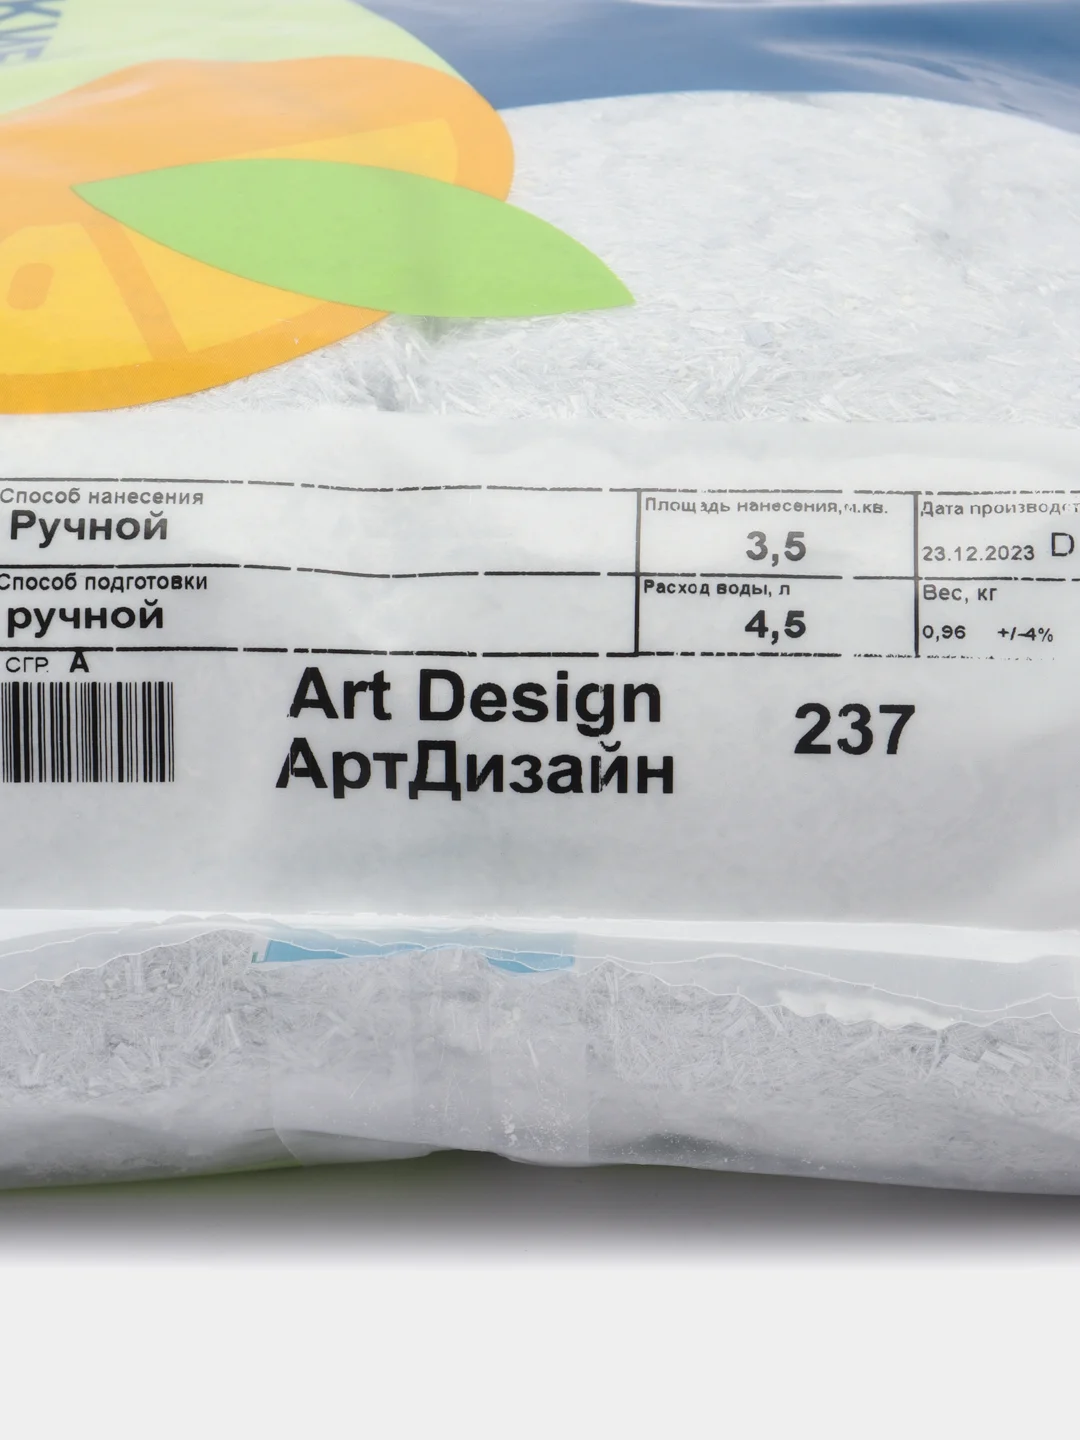 Способ нанесения
Ручной
Площадь нанесения,м.кв.
3,5
Дата
23.12.2023 D
Способ подготовки
ручной
Расход воды, л
4,5
Вес, кг
0,96 +/-4%
СГР. А
Art Design
АртДизайн
237